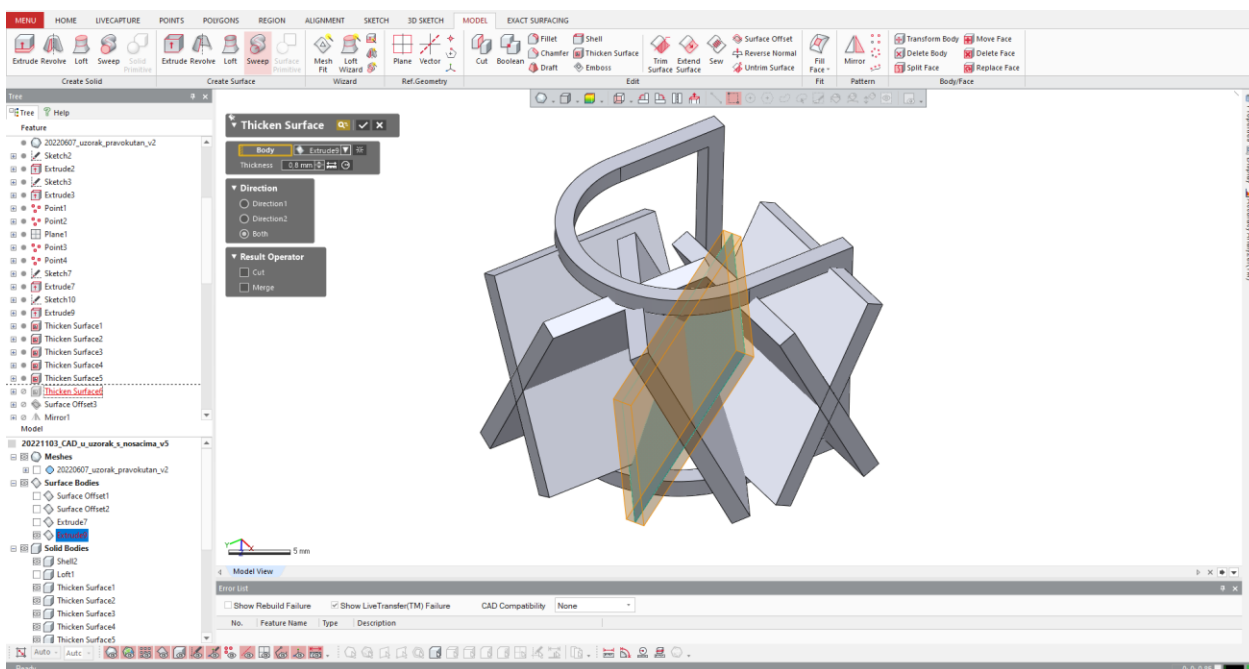 MENU HOME LIVECAPTURE POINTS POLYGONS REGION ALIGNMENT SKETCH 3D SKETCH MODEL EXACT SURFACING
Extrude Revolve Loft Sweep Solid Primitive Extrude Revolve Loft Sweep Surface Primitive Mesh Fit Loft Wizard Plane Vector Cut Boolean Fillet Chamfer Draft Shell Thicken Surface Emboss Trim Surface Extend Surface Sew Surface Offset Reverse Normal Untrim Surface Fill Face Mirror Transform Body Delete Body Split Face Move Face Delete Face Replace Face
Create Solid Create Surface Wizard Ref.Geometry Edit Fit Pattern Body/Face
Tree
Tree Help
Feature
20220607_uzorak_pravokutan_v2
Sketch2
Extrude2
Sketch3
Extrude3
Point1
Point2
Plane1
Point3
Point4
Sketch7
Extrude7
Sketch10
Extrude9
Thicken Surface1
Thicken Surface2
Thicken Surface3
Thicken Surface4
Thicken Surface5
Thicken Surface6
Surface Offset3
Mirror1
Model
20221103_CAD_u_uzorak_s_nosacima_v5
Meshes
20220607_uzorak_pravokutan_v2
Surface Bodies
Surface Offset1
Surface Offset2
Extrude7
Extrude9
Solid Bodies
Shell2
Loft1
Thicken Surface1
Thicken Surface2
Thicken Surface3
Thicken Surface4
Thicken Surface5
Thicken Surface
Body Extrude9
Thickness 0,8 mm
Direction
Direction1
Direction2
Both
Result Operator
Cut
Merge
5 mm
Model View
Error List
Show Rebuild Failure Show LiveTransfer(TM) Failure CAD Compatibility None
No. Feature Name Type Description
Auto Auto
Ready